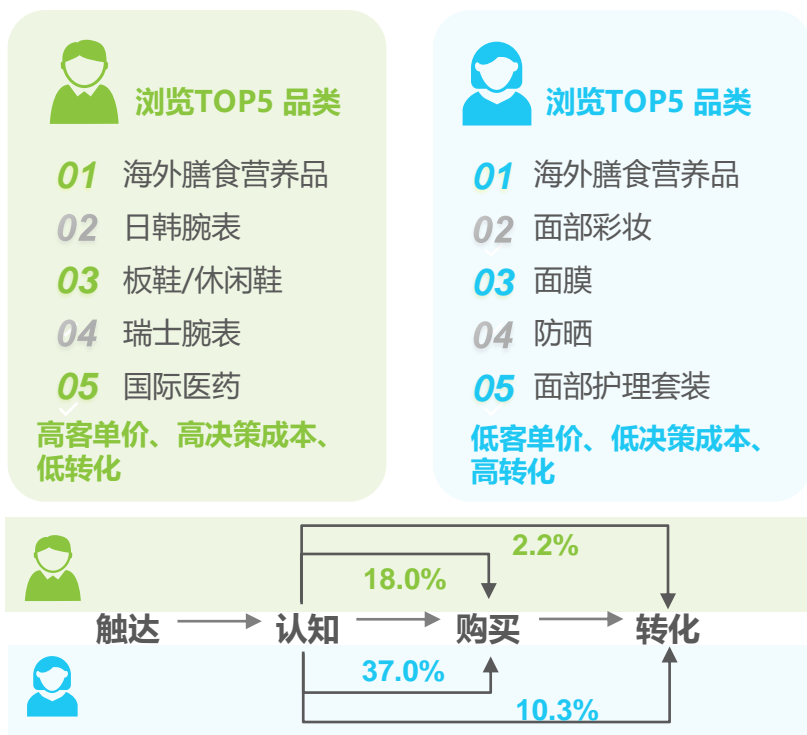 浏览TOP5 品类
01 海外膳食营养品
02 日韩腕表
03 板鞋/休闲鞋
04 瑞士腕表
05 国际医药
高客单价、高决策成本、
低转化
浏览TOP5 品类
01 海外膳食营养品
02 面部彩妆
03 面膜
04 防晒
05 面部护理套装
低客单价、低决策成本、
高转化
2.2%
18.0%
触达 认知 购买 转化
37.0%
10.3%